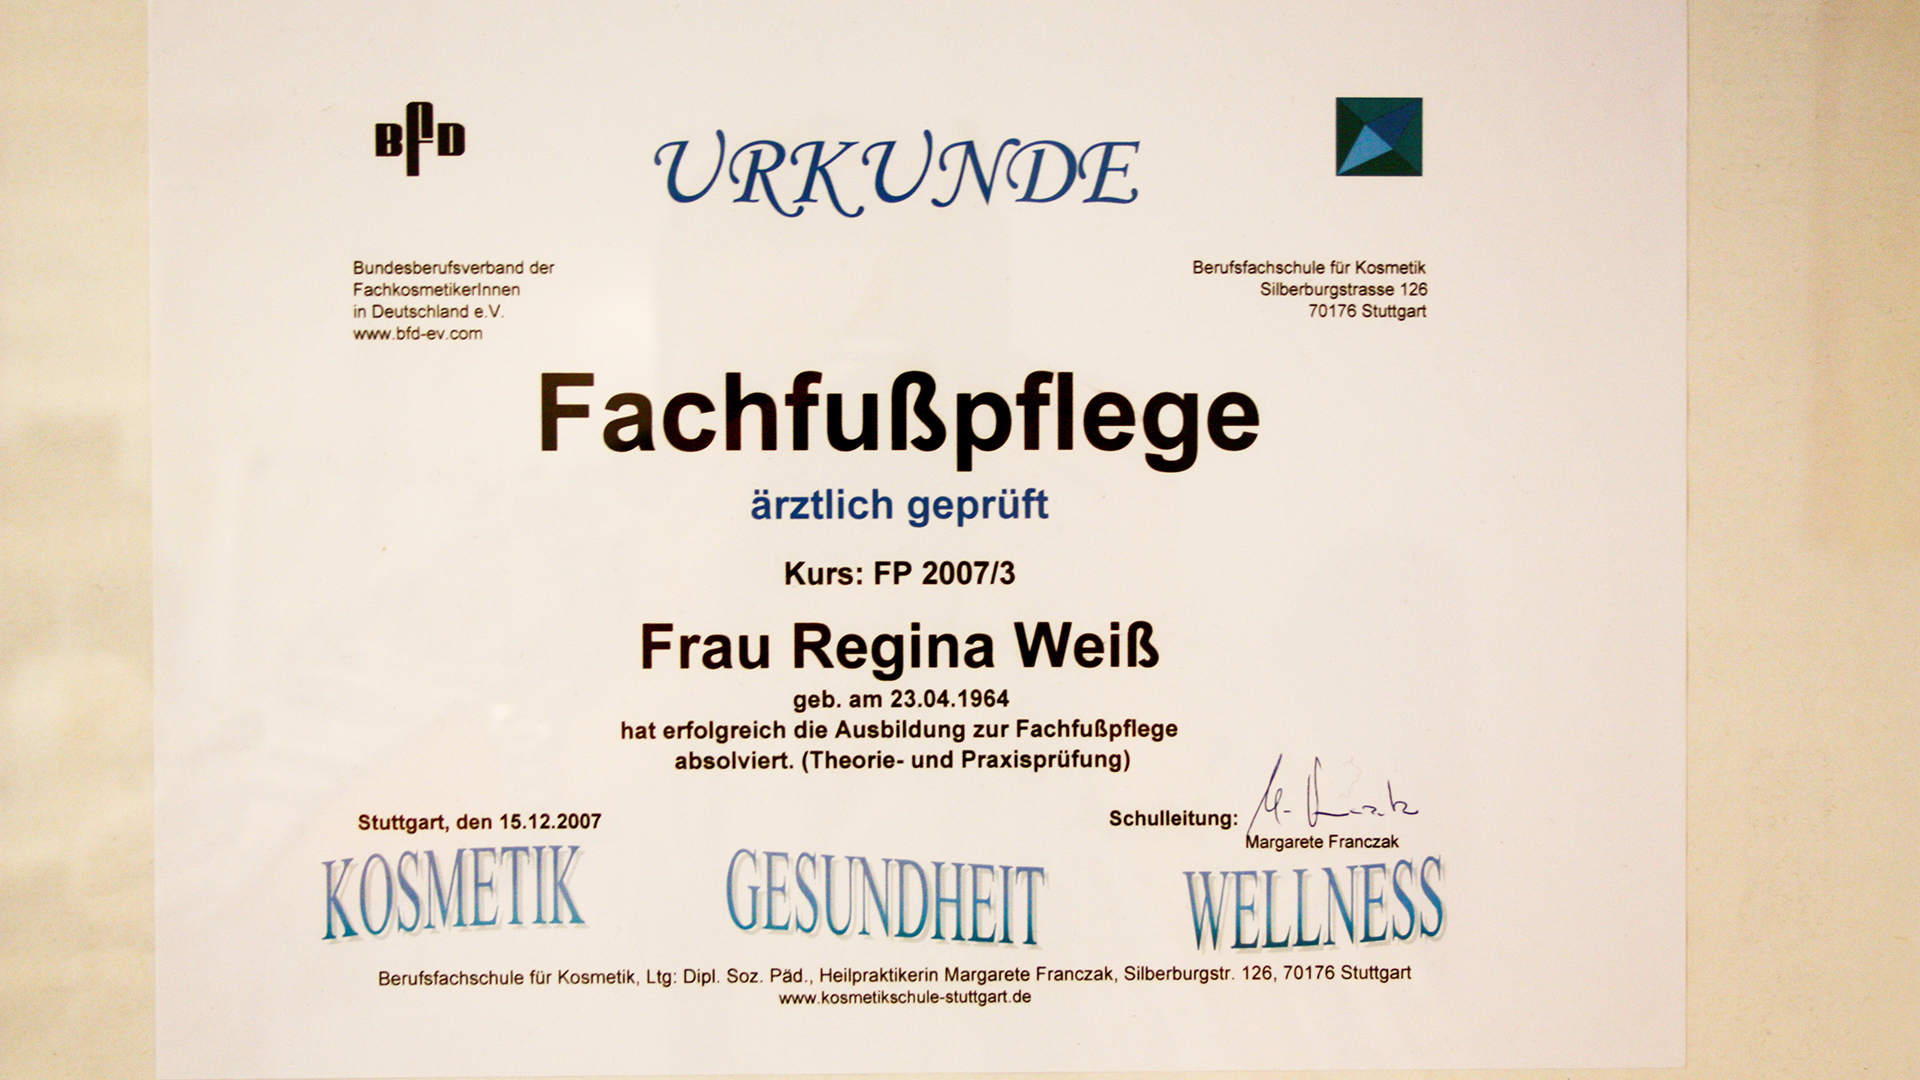 BfD
URKUNDE
Bundesberufsverband der
FachkosmetikerInnen
in Deutschland e.V.
www.bfd-ev.com
Berufsfachschule für Kosmetik
Silberburgstrasse 126
70176 Stuttgart
Fachfußpflege
ärztlich geprüft
Kurs: FP 2007/3
Frau Regina Weiß
geb. am 23.04.1964
hat erfolgreich die Ausbildung zur Fachfußpflege
absolviert. (Theorie- und Praxisprüfung)
Stuttgart, den 15.12.2007
Schulleitung:
Margarete Franczak
KOSMETIK
GESUNDHEIT
WELLNESS
Berufsfachschule für Kosmetik, Ltg: Dipl. Soz. Päd., Heilpraktikerin Margarete Franczak, Silberburgstr. 126, 70176 Stuttgart
www.kosmetikschule-stuttgart.de